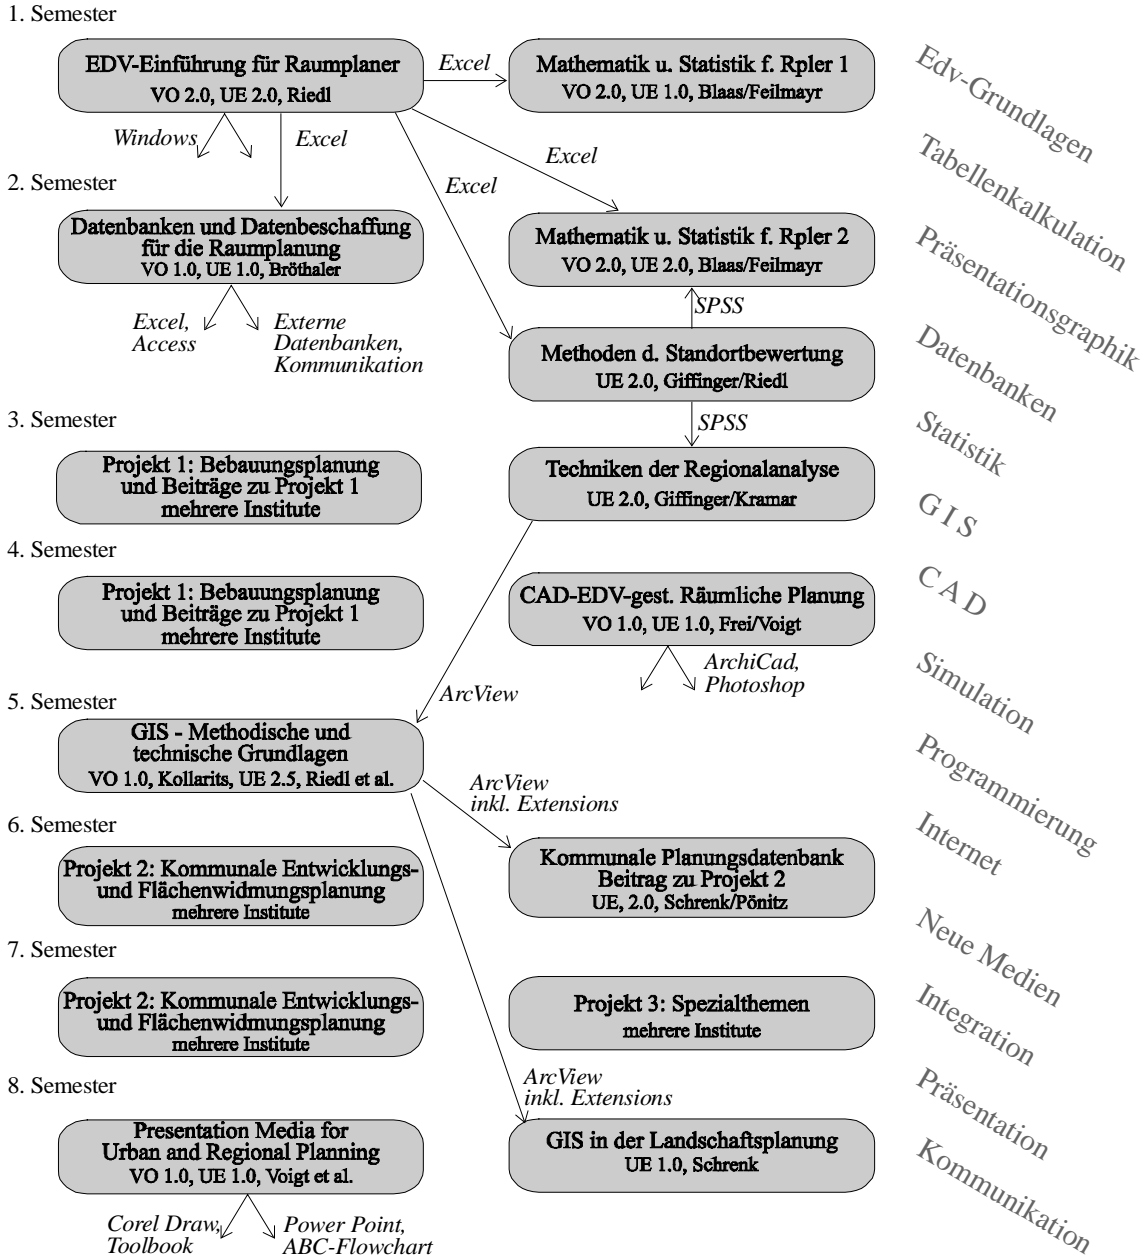 1. Semester
EDV-Einführung für Raumplaner
VO 2.0, UE 2.0, Riedl
Excel
Mathematik u. Statistik f. Rpler 1
VO 2.0, UE 1.0, Blaas/Feilmayr
Windows
Excel
Excel
Excel
2. Semester
Datenbanken und Datenbeschaffung
für die Raumplanung
VO 1.0, UE 1.0, Bröthaler
Mathematik u. Statistik f. Rpler 2
VO 2.0, UE 2.0, Blaas/Feilmayr
Excel,
Access
Externe
Datenbanken,
Kommunikation
SPSS
Methoden d. Standortbewertung
UE 2.0, Giffinger/Riedl
SPSS
3. Semester
Projekt 1: Bebauungsplanung
und Beiträge zu Projekt 1
mehrere Institute
Techniken der Regionalanalyse
UE 2.0, Giffinger/Kramar
4. Semester
Projekt 1: Bebauungsplanung
und Beiträge zu Projekt 1
mehrere Institute
CAD-EDV-gest. Räumliche Planung
VO 1.0, UE 1.0, Frei/Voigt
ArchiCad,
Photoshop
ArcView
5. Semester
GIS - Methodische und
technische Grundlagen
VO 1.0, Kollarits, UE 2.5, Riedl et al.
ArcView
inkl. Extensions
6. Semester
Projekt 2: Kommunale Entwicklungs-
und Flächenwidmungsplanung
mehrere Institute
Kommunale Planungsdatenbank
Beitrag zu Projekt 2
UE, 2.0, Schrenk/Pönitz
7. Semester
Projekt 2: Kommunale Entwicklungs-
und Flächenwidmungsplanung
mehrere Institute
Projekt 3: Spezialthemen
mehrere Institute
ArcView
inkl. Extensions
8. Semester
Presentation Media for
Urban and Regional Planning
VO 1.0, UE 1.0, Voigt et al.
GIS in der Landschaftsplanung
UE 1.0, Schrenk
Corel Draw,
Toolbook
Power Point,
ABC-Flowchart
Edv-Grundlagen
Tabellenkalkulation
Präsentationsgraphik
Datenbanken
Statistik
G I S
C A D
Simulation
Programmierung
Internet
Neue Medien
Integration
Präsentation
Kommunikation